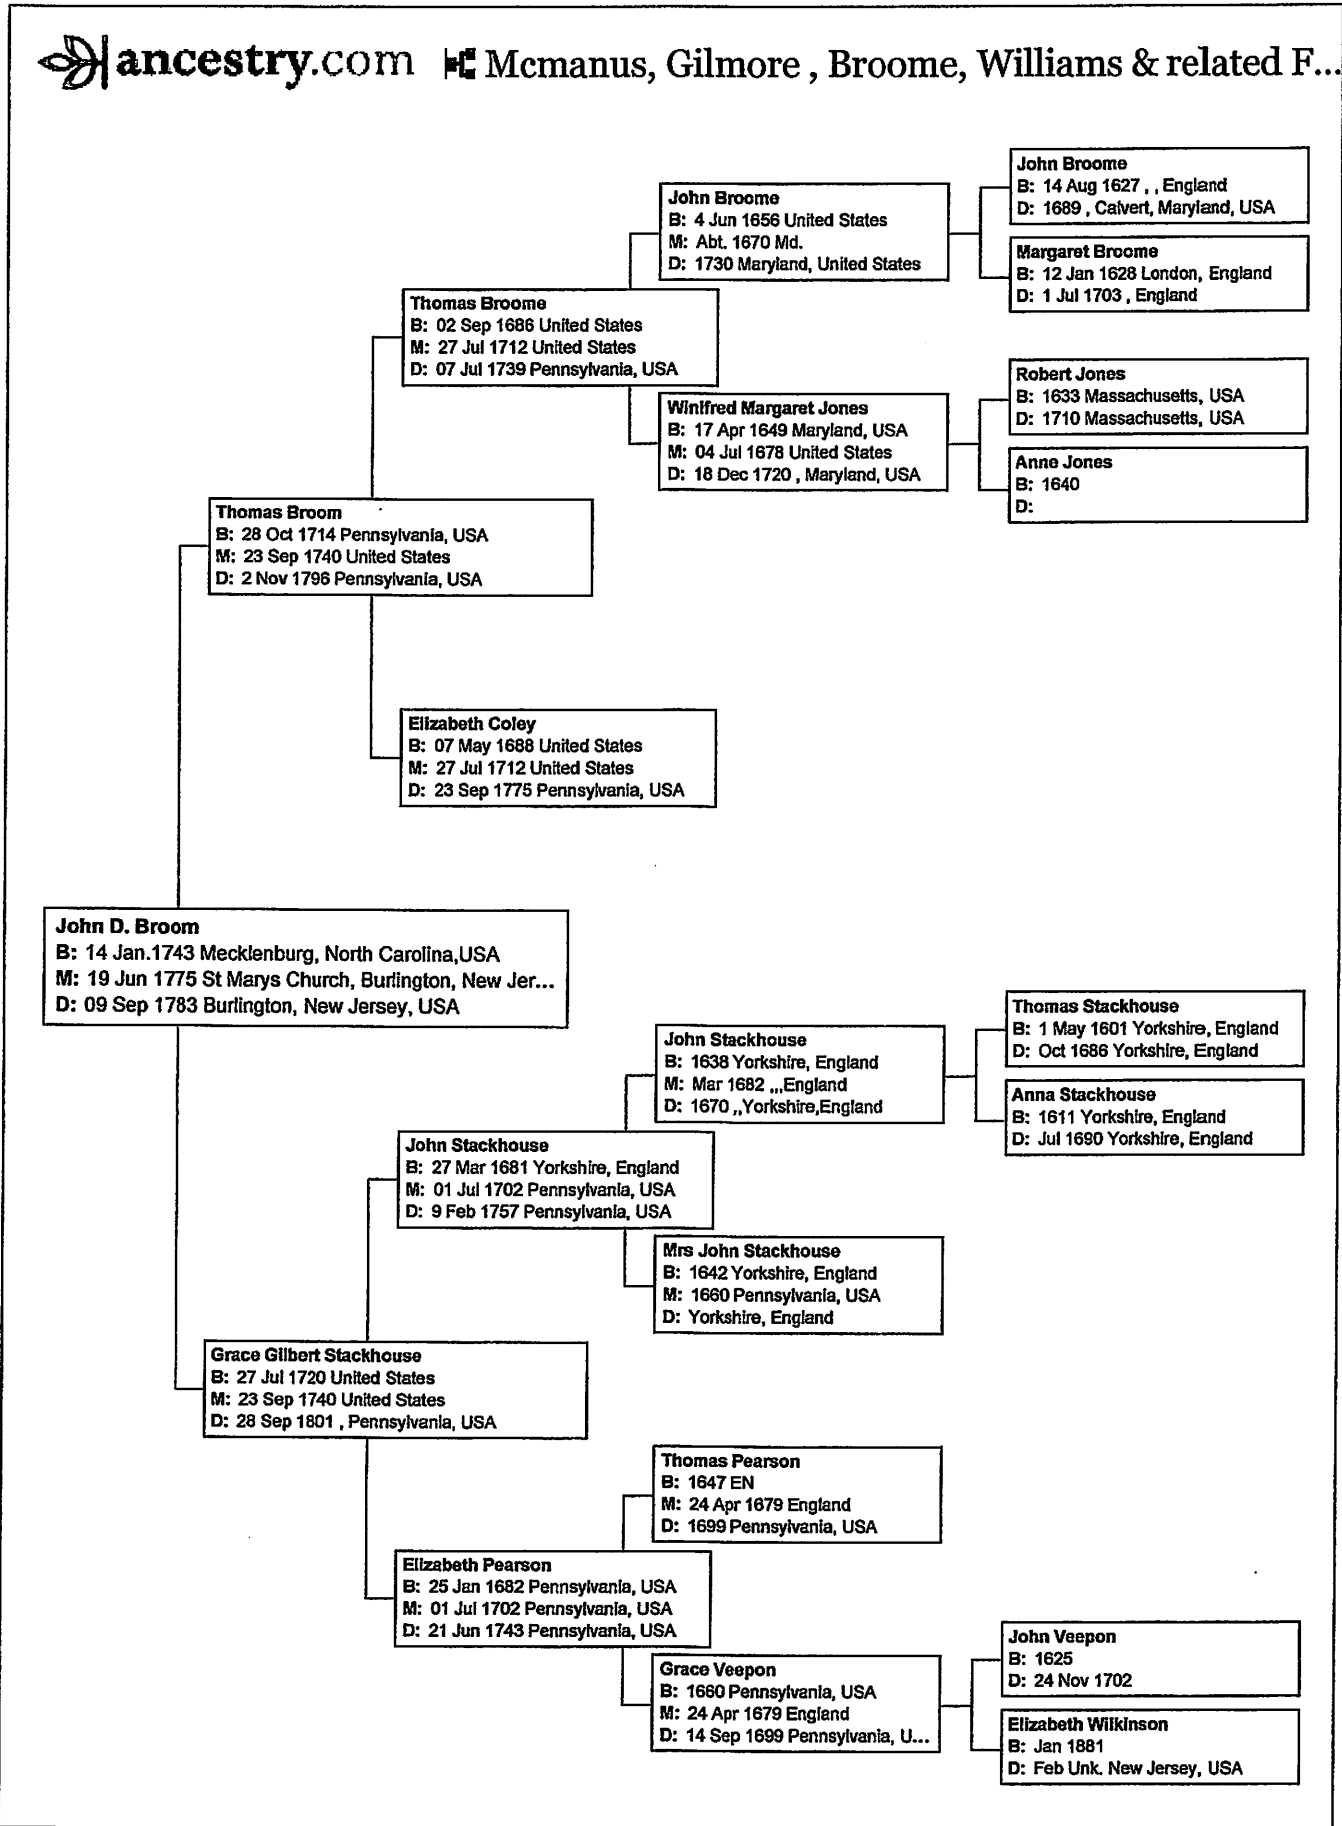 ancestry.com Mcmanus, Gilmore , Broome, Williams & related F...
John Broome
B: 14 Aug 1627 , , England
D: 1689 , Calvert, Maryland, USA
John Broome
B: 4 Jun 1656 United States
M: Abt. 1670 Md.
D: 1730 Maryland, United States
Margaret Broome
B: 12 Jan 1628 London, England
D: 1 Jul 1703 , England
Thomas Broome
B: 02 Sep 1686 United States
M: 27 Jul 1712 United States
D: 07 Jul 1739 Pennsylvania, USA
Robert Jones
B: 1633 Massachusetts, USA
D: 1710 Massachusetts, USA
Winifred Margaret Jones
B: 17 Apr 1649 Maryland, USA
M: 04 Jul 1678 United States
D: 18 Dec 1720 , Maryland, USA
Anne Jones
B: 1640
D:
Thomas Broom
B: 28 Oct 1714 Pennsylvania, USA
M: 23 Sep 1740 United States
D: 2 Nov 1796 Pennsylvania, USA
Elizabeth Coley
B: 07 May 1688 United States
M: 27 Jul 1712 United States
D: 23 Sep 1775 Pennsylvania, USA
John D. Broom
B: 14 Jan.1743 Mecklenburg, North Carolina,USA
M: 19 Jun 1775 St Marys Church, Burlington, New Jer...
D: 09 Sep 1783 Burlington, New Jersey, USA
Thomas Stackhouse
B: 1 May 1601 Yorkshire, England
D: Oct 1686 Yorkshire, England
John Stackhouse
B: 1638 Yorkshire, England
M: Mar 1682 ,,,England
D: 1670 ,,Yorkshire,England
Anna Stackhouse
B: 1611 Yorkshire, England
D: Jul 1690 Yorkshire, England
John Stackhouse
B: 27 Mar 1681 Yorkshire, England
M: 01 Jul 1702 Pennsylvania, USA
D: 9 Feb 1757 Pennsylvania, USA
Mrs John Stackhouse
B: 1642 Yorkshire, England
M: 1660 Pennsylvania, USA
D: Yorkshire, England
Grace Gilbert Stackhouse
B: 27 Jul 1720 United States
M: 23 Sep 1740 United States
D: 28 Sep 1801 , Pennsylvania, USA
Thomas Pearson
B: 1647 EN
M: 24 Apr 1679 England
D: 1699 Pennsylvania, USA
Elizabeth Pearson
B: 25 Jan 1682 Pennsylvania, USA
M: 01 Jul 1702 Pennsylvania, USA
D: 21 Jun 1743 Pennsylvania, USA
John Veepon
B: 1625
D: 24 Nov 1702
Grace Veepon
B: 1660 Pennsylvania, USA
M: 24 Apr 1679 England
D: 14 Sep 1699 Pennsylvania, U...
Elizabeth Wilkinson
B: Jan 1881
D: Feb Unk. New Jersey, USA